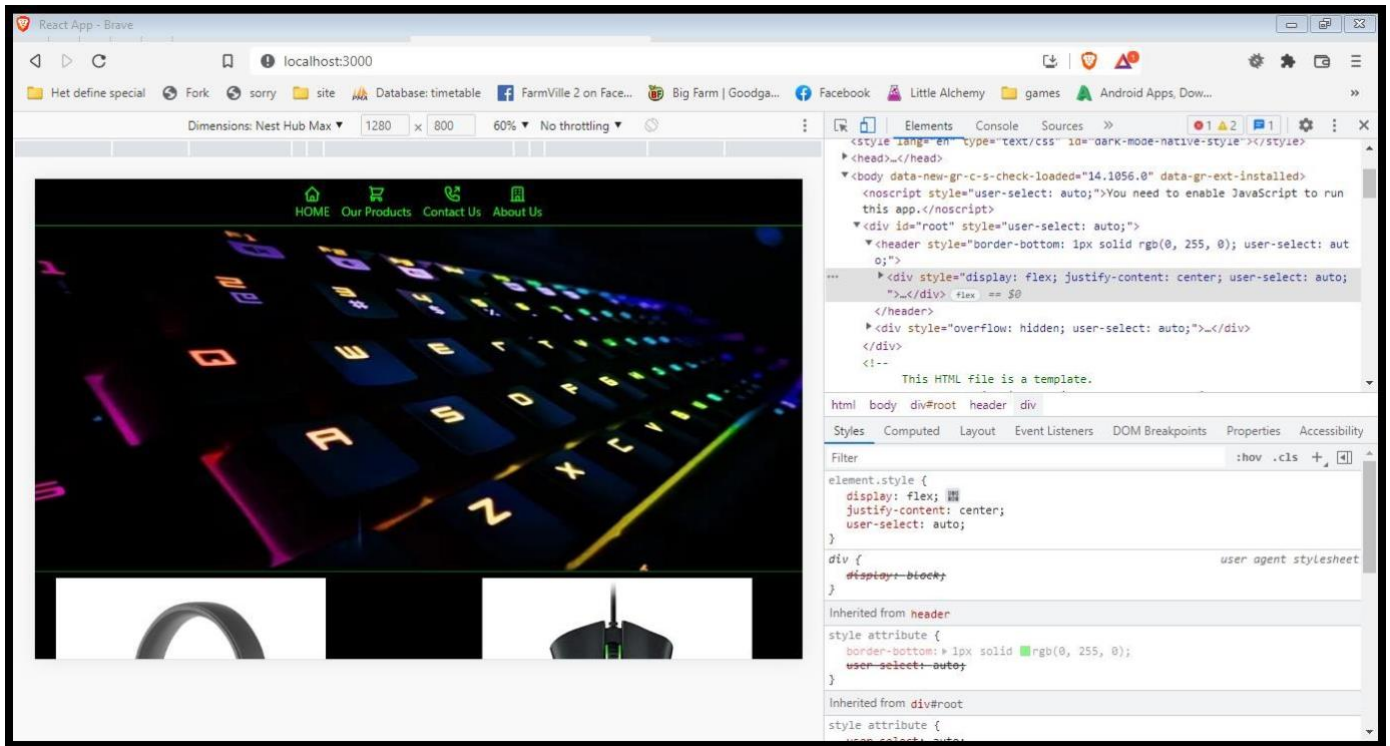 React App - Brave
localhost:3000
Het define special Fork sorry site Database: timetable FarmVille 2 on Face... Big Farm | Goodga... Facebook Little Alchemy games Android Apps, Dow... »
Dimensions: Nest Hub Max ▼ 1280 x 800 60% ▼ No throttling ▼
HOME Our Products Contact Us About Us
1
2
3 #
4 $
5
Q W E R T Y
A S D F G
Z X C V B
Elements Console Sources » 1 2 1
<style lang="en" type="text/css" id="dark-mode-native-style"></style>
<head>…</head>
<body data-new-gr-c-s-check-loaded="14.1056.0" data-gr-ext-installed>
<noscript style="user-select: auto;">You need to enable JavaScript to run
this app.</noscript>
<div id="root" style="user-select: auto;">
<header style="border-bottom: 1px solid rgb(0, 255, 0); user-select: aut
o;">
<div style="display: flex; justify-content: center; user-select: auto;
">…</div> flex == $0
</header>
<div style="overflow: hidden; user-select: auto;">…</div>
</div>
<!--
This HTML file is a template.
html body div#root header div
Styles Computed Layout Event Listeners DOM Breakpoints Properties Accessibility
Filter :hov .cls +
element.style {
display: flex;
justify-content: center;
user-select: auto;
}
div { user agent stylesheet
display: block;
}
Inherited from header
style attribute {
border-bottom: 1px solid rgb(0, 255, 0);
user-select: auto;
}
Inherited from div#root
style attribute {
user-select: auto;